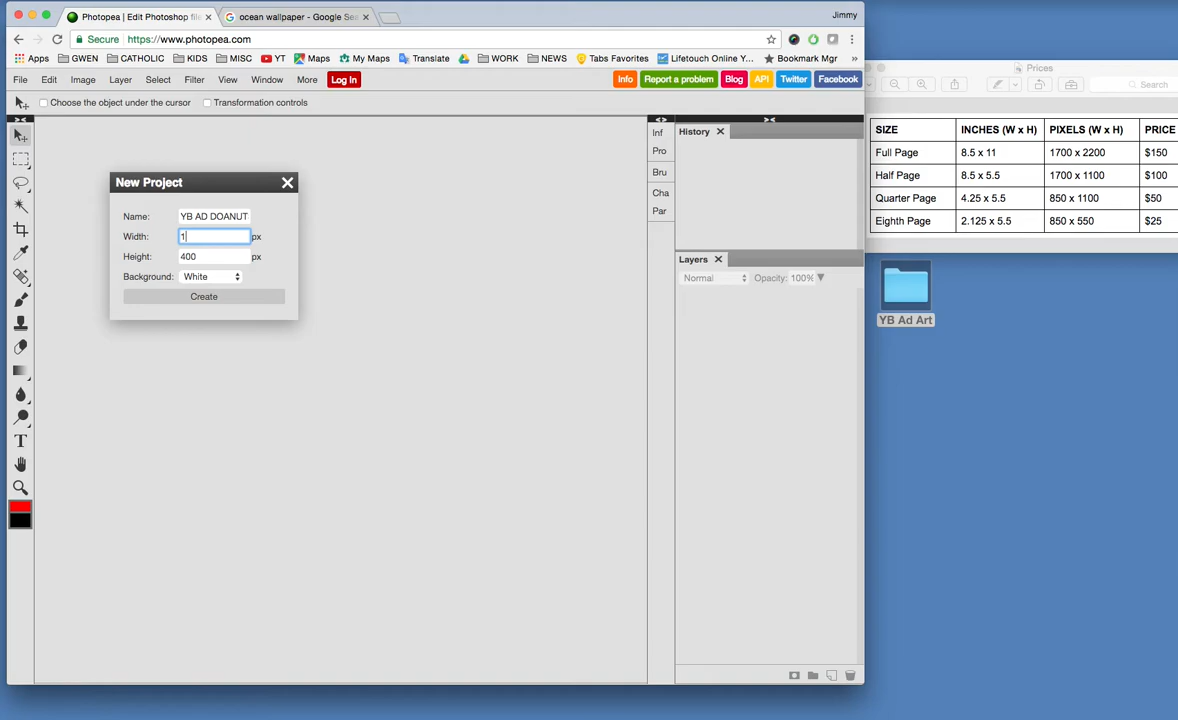 Photopea | Edit Photoshop file
ocean wallpaper - Google Sea
Jimmy
Secure
https://www.photopea.com
Apps
GWEN
CATHOLIC
KIDS
MISC
YT
Maps
My Maps
Translate
WORK
NEWS
Tabs Favorites
Lifetouch Online Y...
Bookmark Mgr
»
File
Edit
Image
Layer
Select
Filter
View
Window
More
Log In
Info
Report a problem
Blog
API
Twitter
Facebook
Choose the object under the cursor
Transformation controls
Inf
Pro
Bru
Cha
Par
History
Layers
Normal
Opacity: 100%
New Project
Name: YB AD DOANUT
Width: 1 px
Height: 400 px
Background: White
Create
Prices
Search
SIZE INCHES (W x H) PIXELS (W x H) PRICE
Full Page 8.5 x 11 1700 x 2200 $150
Half Page 8.5 x 5.5 1700 x 1100 $100
Quarter Page 4.25 x 5.5 850 x 1100 $50
Eighth Page 2.125 x 5.5 850 x 550 $25
YB Ad Art